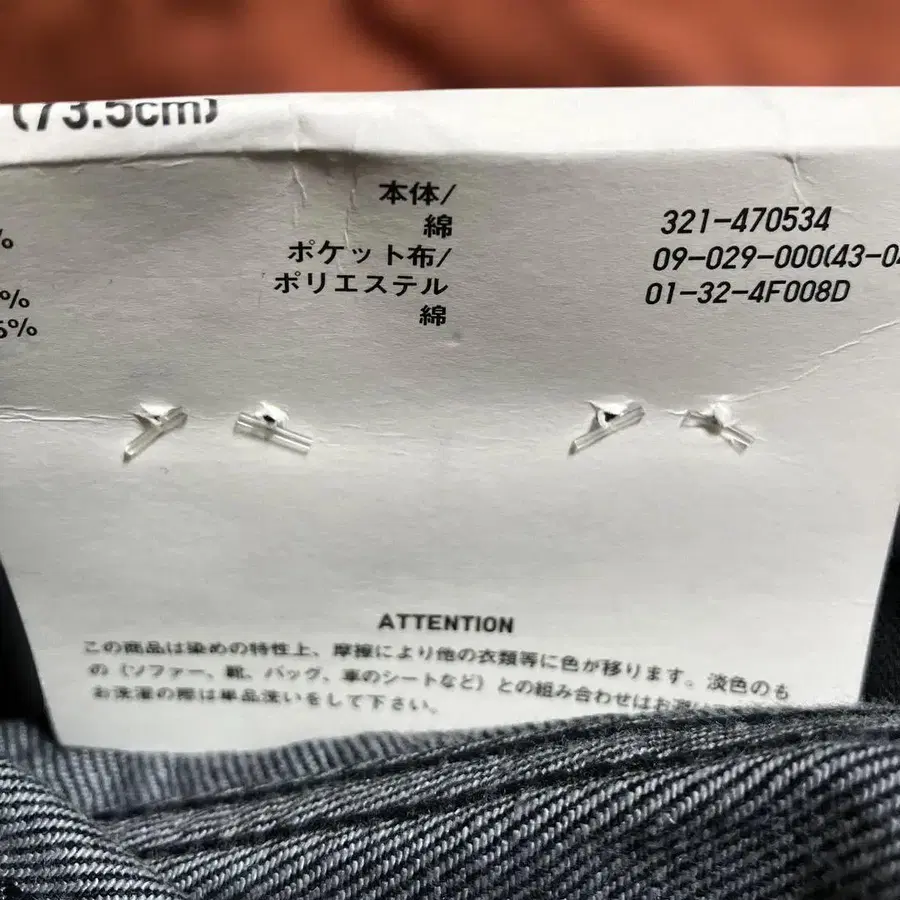 (73.5cm)
本体/
綿
ポケット布/
ポリエステル
綿
%
%
5%
321-470534
09-029-000(43-04
01-32-4F008D
ATTENTION
この商品は染めの特性上、摩擦により他の衣類等に色が移ります。淡色のも
の（ソファー、靴、バッグ、車のシートなど）との組み合わせはお避け
お洗濯の際は単品洗いをして下さい。